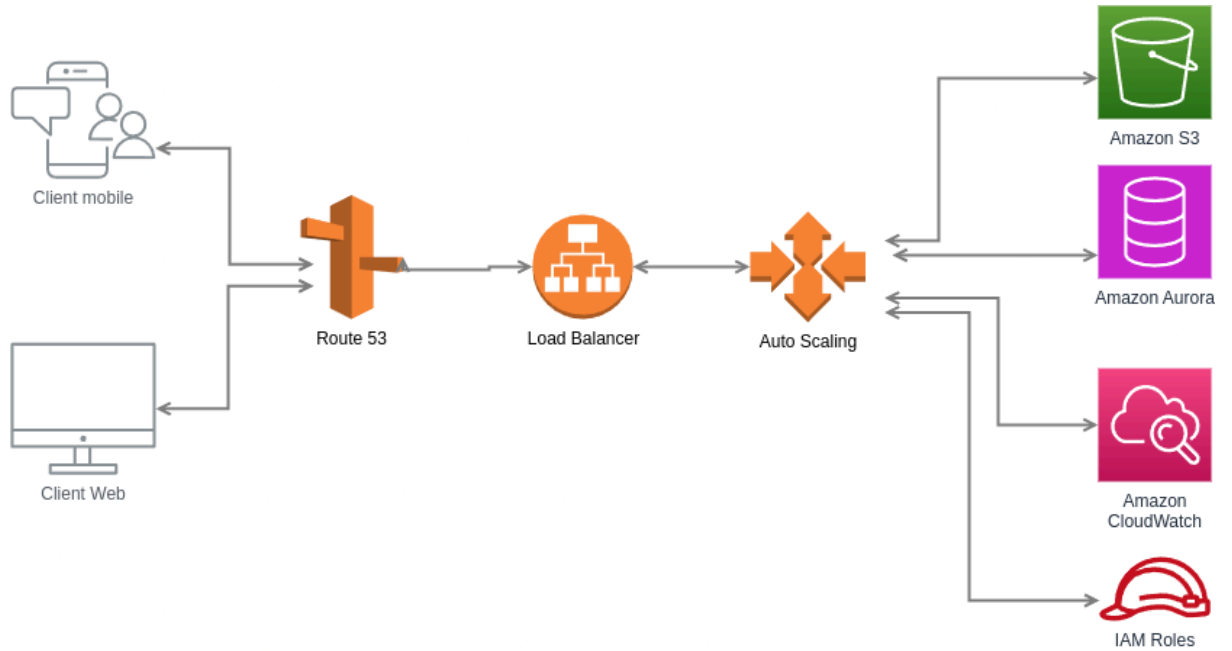 Amazon S3
Client mobile
Amazon Aurora
Route 53
Load Balancer
Auto Scaling
Client Web
Amazon
CloudWatch
IAM Roles